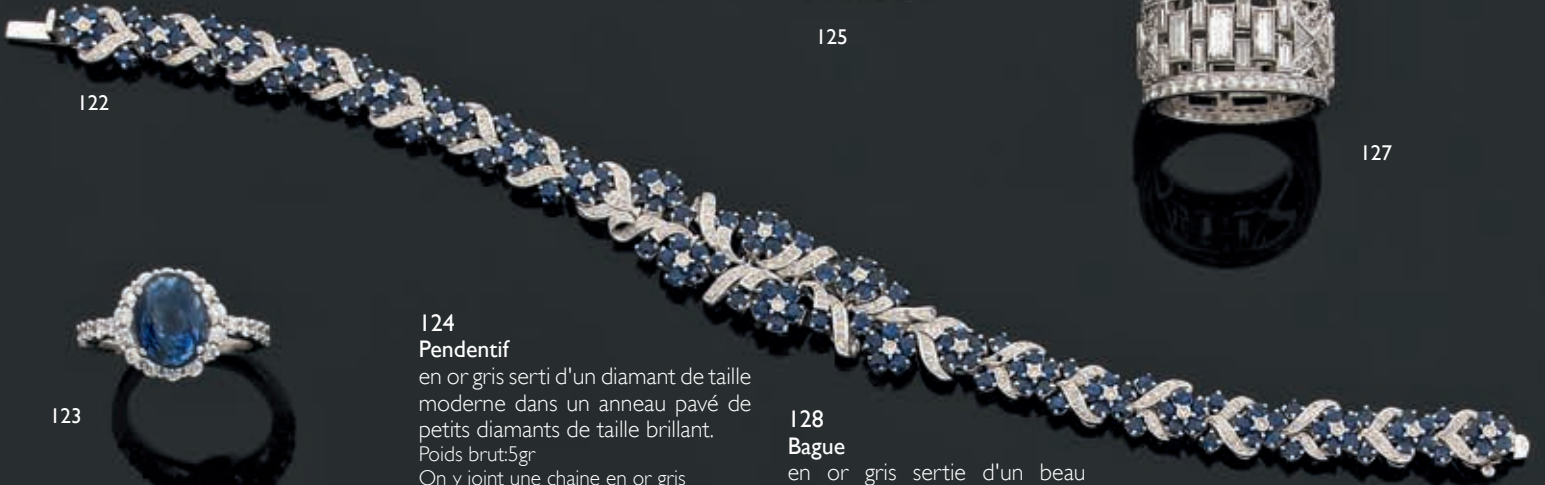 125
122
127
123
124
Pendentif
en or gris serti d'un diamant de taille
moderne dans un anneau pavé de
petits diamants de taille brillant.
Poids brut:5gr
On y joint une chaine en or gris
128
Bague
en or gris sertie d'un beau